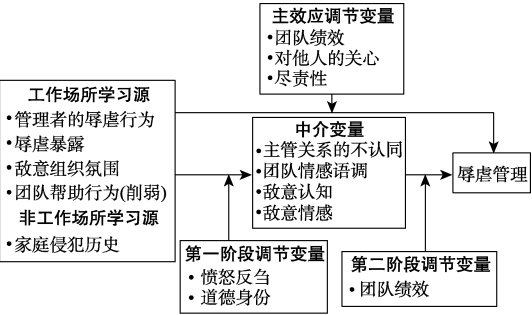 主效应调节变量
•团队绩效
•对他人的关心
•尽责性
工作场所学习源
•管理者的辱虐行为
•辱虐暴露
•敌意组织氛围
•团队帮助行为(削弱)
非工作场所学习源
•家庭侵犯历史
中介变量
•主管关系的不认同
•团队情感语调
•敌意认知
•敌意情感
辱虐管理
第一阶段调节变量
• 愤怒反刍
• 道德身份
第二阶段调节变量
•团队绩效